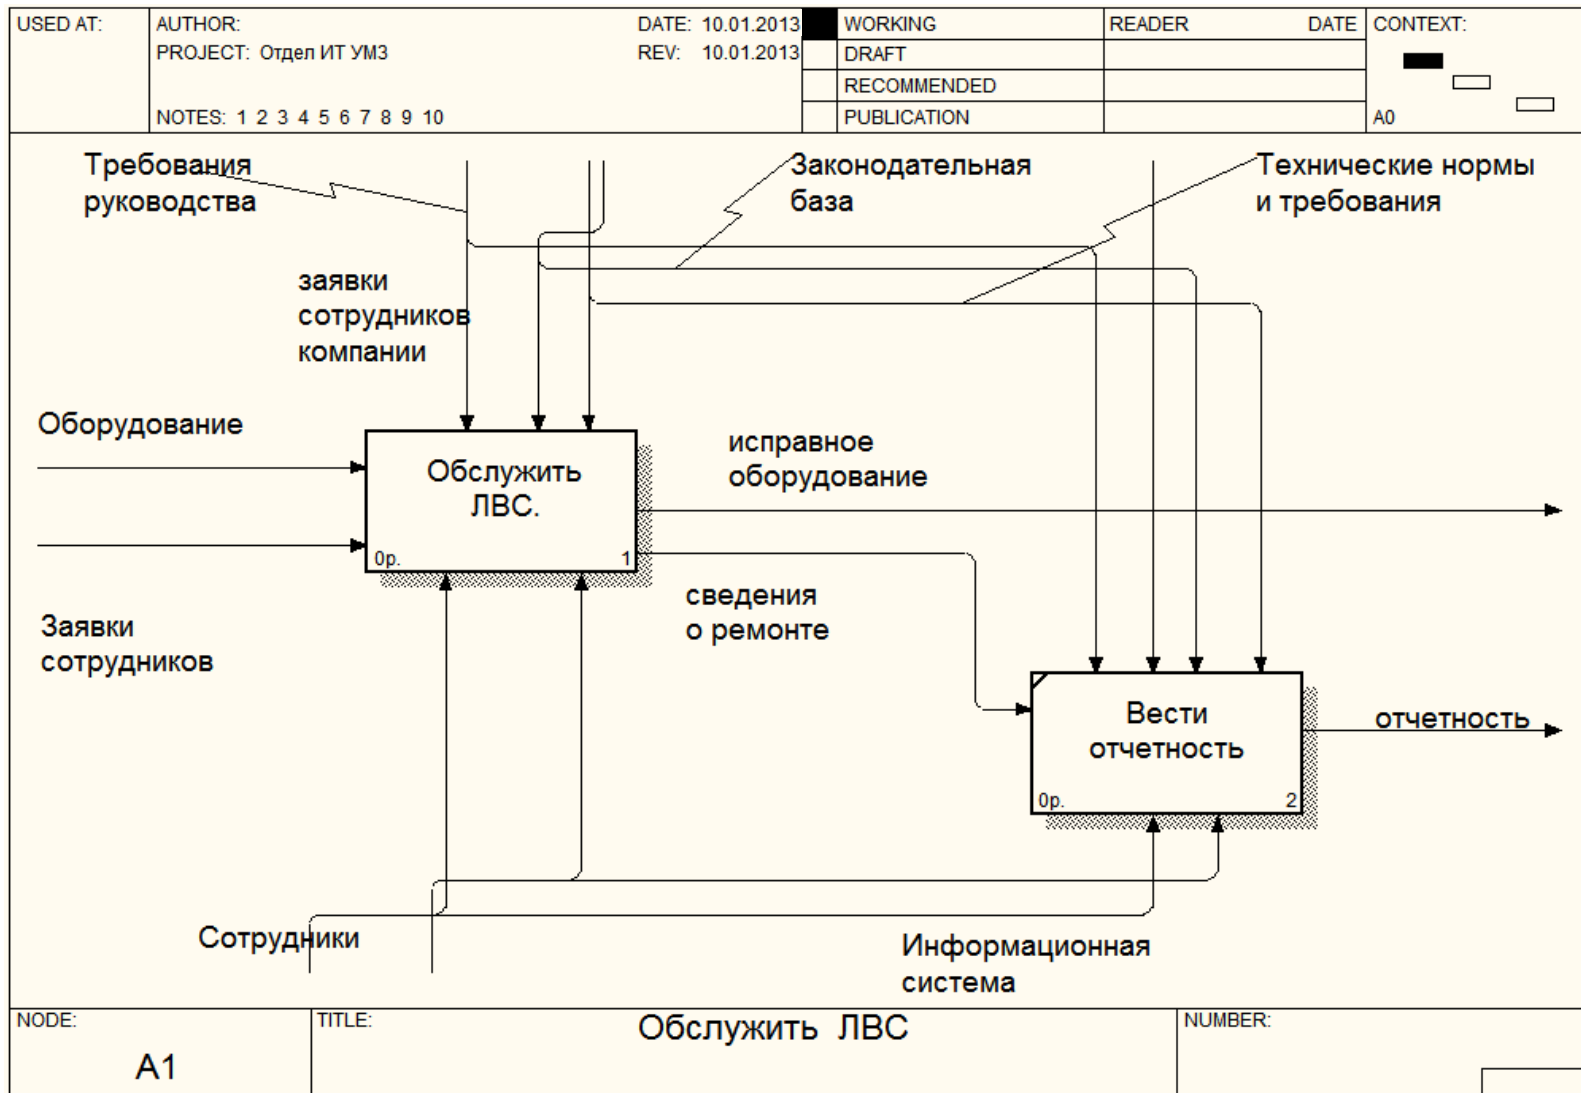 USED AT:
AUTHOR:
DATE: 10.01.2013
PROJECT: Отдел ИТ УМЗ
REV: 10.01.2013
NOTES: 1 2 3 4 5 6 7 8 9 10
WORKING
DRAFT
RECOMMENDED
PUBLICATION
READER
DATE
CONTEXT:
A0
Требования
руководства
Законодательная
база
Технические нормы
и требования
заявки
сотрудников
компании
Оборудование
Обслужить
ЛВС.
0р.
1
исправное
оборудование
сведения
о ремонте
Заявки
сотрудников
Вести
отчетность
0р.
2
отчетность
Сотрудники
Информационная
система
NODE:
A1
TITLE:
Обслужить ЛВС
NUMBER: